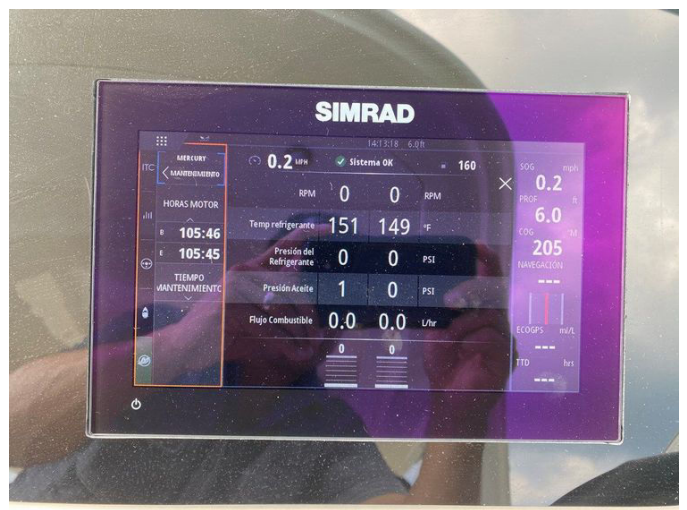 SIMRAD
14:13:18 6.0 ft
ITC
MERCURY
MANTENIMIENTO
HORAS MOTOR
B 105:46
E 105:45
TIEMPO
MANTENIMIENTO
0.2 MPH Sistema OK 160
RPM 0 0 RPM
Temp refrigerante 151 149 °F
Presión del
Refrigerante 0 0 PSI
Presión Aceite 1 0 PSI
Flujo Combustible 0.0 0.0 L/hr
0 0
SOG mph
0.2
PROF ft
6.0
COG °M
205
NAVEGACIÓN
---
ECOGPS mi/L
---
TTD hrs
---